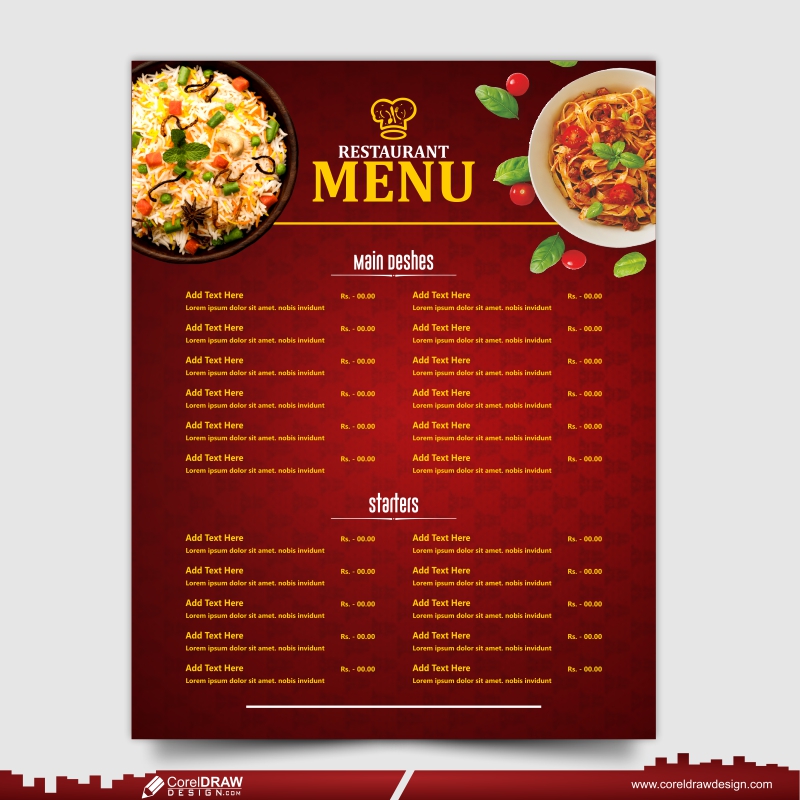 RESTAURANT
MENU
Main Deshes
Add Text Here Rs. - 00.00
Lorem ipsum dolor sit amet. nobis invidunt
Add Text Here Rs. - 00.00
Lorem ipsum dolor sit amet. nobis invidunt
Add Text Here Rs. - 00.00
Lorem ipsum dolor sit amet. nobis invidunt
Add Text Here Rs. - 00.00
Lorem ipsum dolor sit amet. nobis invidunt
Add Text Here Rs. - 00.00
Lorem ipsum dolor sit amet. nobis invidunt
Add Text Here Rs. - 00.00
Lorem ipsum dolor sit amet. nobis invidunt
Add Text Here Rs. - 00.00
Lorem ipsum dolor sit amet. nobis invidunt
Add Text Here Rs. - 00.00
Lorem ipsum dolor sit amet. nobis invidunt
Add Text Here Rs. - 00.00
Lorem ipsum dolor sit amet. nobis invidunt
Add Text Here Rs. - 00.00
Lorem ipsum dolor sit amet. nobis invidunt
Add Text Here Rs. - 00.00
Lorem ipsum dolor sit amet. nobis invidunt
Add Text Here Rs. - 00.00
Lorem ipsum dolor sit amet. nobis invidunt
starters
Add Text Here Rs. - 00.00
Lorem ipsum dolor sit amet. nobis invidunt
Add Text Here Rs. - 00.00
Lorem ipsum dolor sit amet. nobis invidunt
Add Text Here Rs. - 00.00
Lorem ipsum dolor sit amet. nobis invidunt
Add Text Here Rs. - 00.00
Lorem ipsum dolor sit amet. nobis invidunt
Add Text Here Rs. - 00.00
Lorem ipsum dolor sit amet. nobis invidunt
Add Text Here Rs. - 00.00
Lorem ipsum dolor sit amet. nobis invidunt
Add Text Here Rs. - 00.00
Lorem ipsum dolor sit amet. nobis invidunt
Add Text Here Rs. - 00.00
Lorem ipsum dolor sit amet. nobis invidunt
Add Text Here Rs. - 00.00
Lorem ipsum dolor sit amet. nobis invidunt
Add Text Here Rs. - 00.00
Lorem ipsum dolor sit amet. nobis invidunt
CorelDRAW
DESIGN.COM
www.coreldrawdesign.com